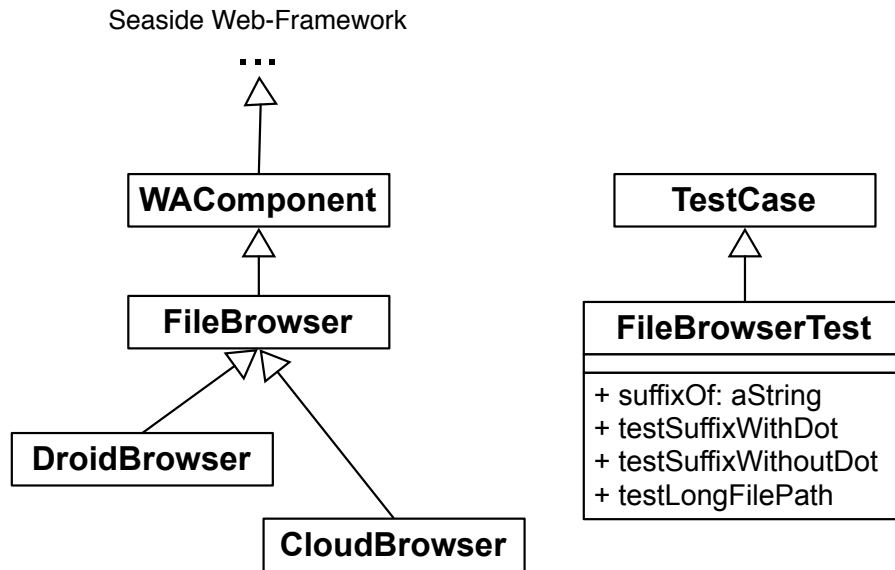 Seaside Web-Framework
...
WAComponent
FileBrowser
DroidBrowser
CloudBrowser
TestCase
FileBrowserTest
+ suffixOf: aString
+ testSuffixWithDot
+ testSuffixWithoutDot
+ testLongFilePath